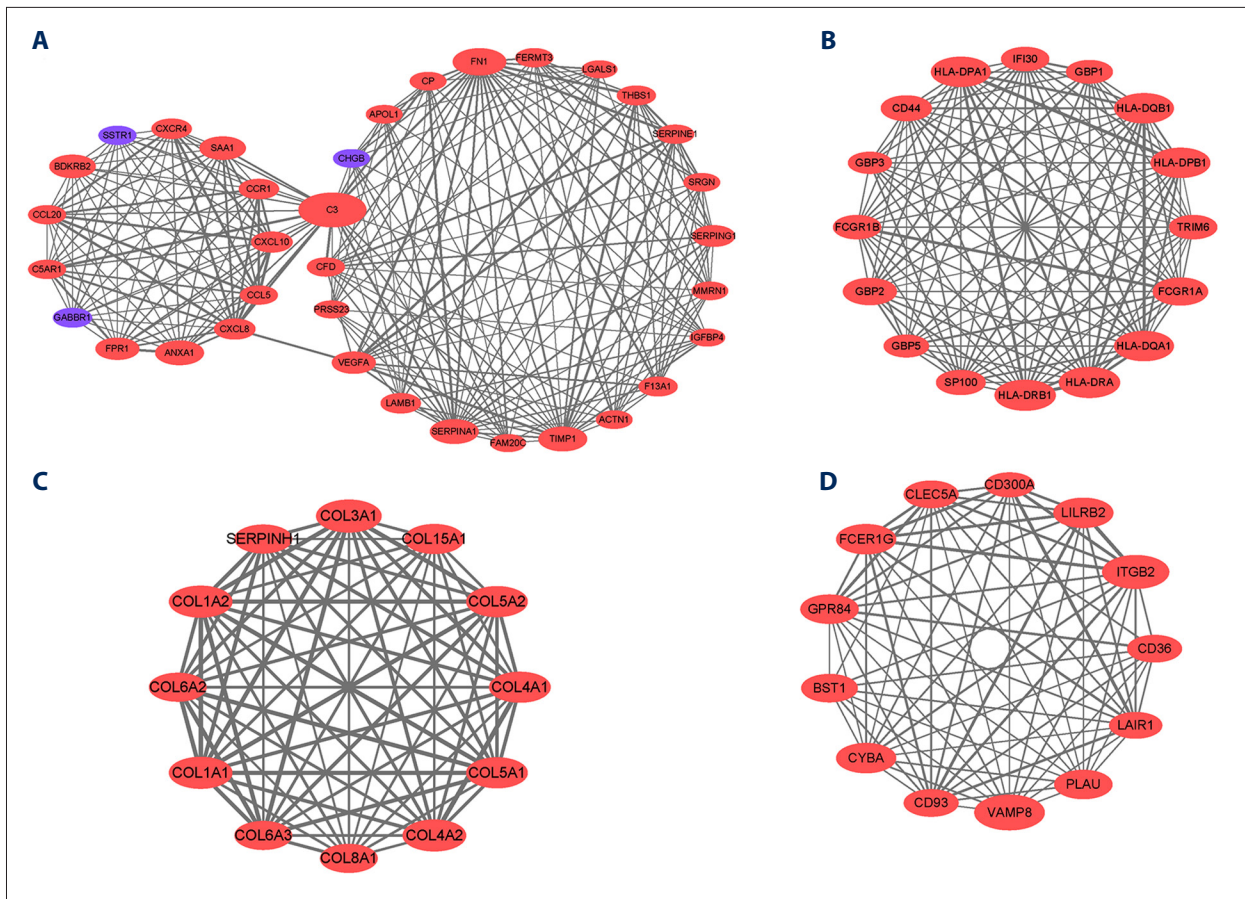 A
FN1
FERMT3
LGALS1
CP
THBS1
APOL1
SERPINE1
CHGB
SRGN
C3
SERPING1
CFD
MMRN1
PRSS23
IGFBP4
VEGFA
F13A1
LAMB1
ACTN1
SERPINA1
FAM20C
TIMP1
SSTR1
CXCR4
SAA1
BDKRB2
CCR1
CCL20
CXCL10
C5AR1
CCL5
GABBR1
CXCL8
FPR1
ANXA1
B
IFI30
HLA-DPA1
GBP1
CD44
HLA-DQB1
GBP3
HLA-DPB1
FCGR1B
TRIM6
GBP2
FCGR1A
GBP5
HLA-DQA1
SP100
HLA-DRA
HLA-DRB1
C
COL3A1
SERPINH1
COL15A1
COL1A2
COL5A2
COL6A2
COL4A1
COL1A1
COL5A1
COL6A3
COL4A2
COL8A1
D
CD300A
CLEC5A
LILRB2
FCER1G
ITGB2
GPR84
CD36
BST1
LAIR1
CYBA
PLAU
CD93
VAMP8